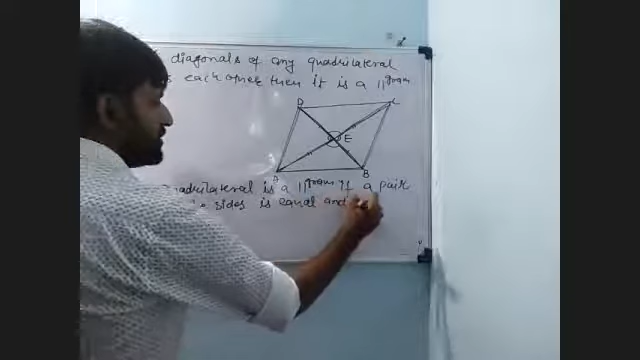 diagonals of any quadrilateral
each other then it is a ||gram
D
C
E
A
B
quadrilateral is a ||gram if a pair
sides is equal and